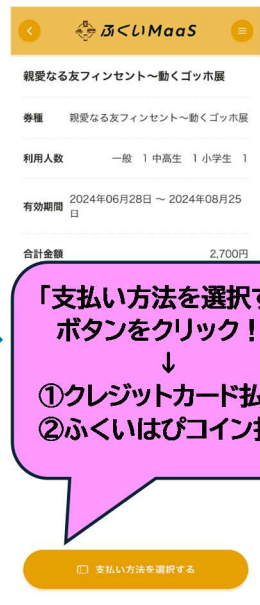 ふくいMaaS
親愛なる友フィンセント～動くゴッホ展
券種 親愛なる友フィンセント～動くゴッホ展
利用人数 一般 1 中高生 1 小学生 1
有効期間 2024年06月28日 ～ 2024年08月25
日
合計金額 2,700円
「支払い方法を選択す
ボタンをクリック！
↓
①クレジットカード払
②ふくいはぴコイン払
支払い方法を選択する